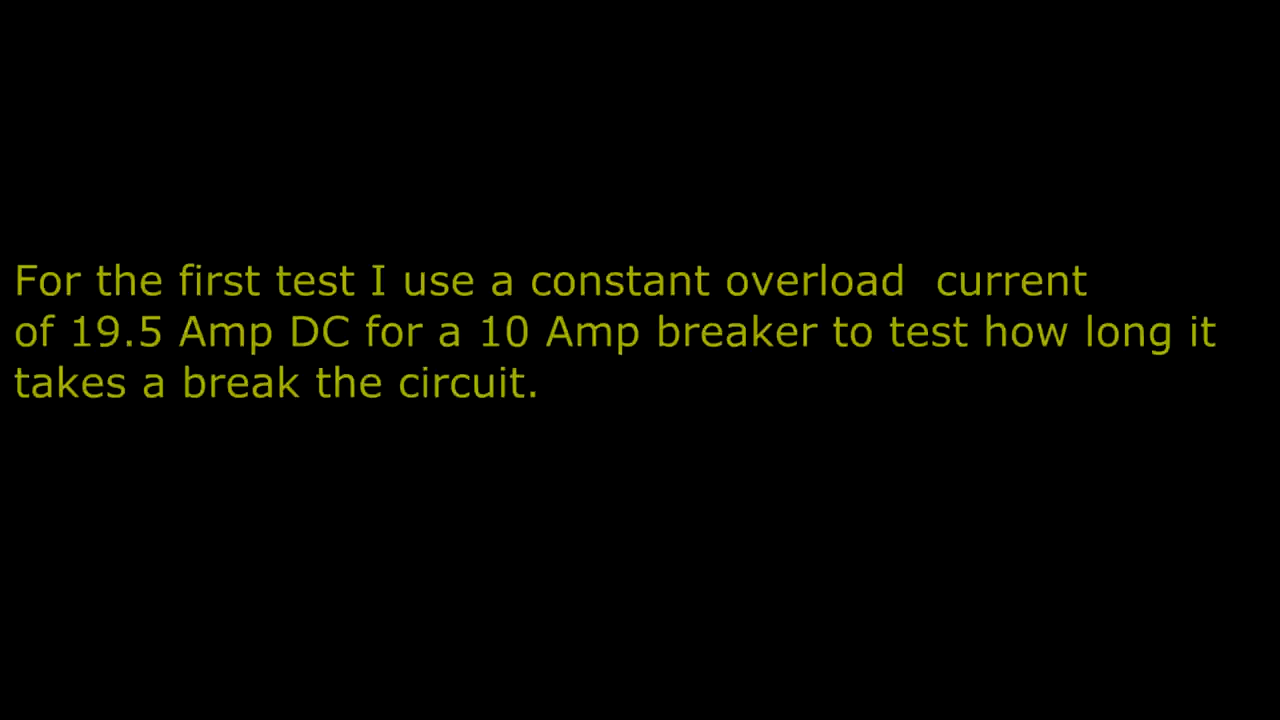 For the first test I use a constant overload  current
of 19.5 Amp DC for a 10 Amp breaker to test how long it
takes a break the circuit.